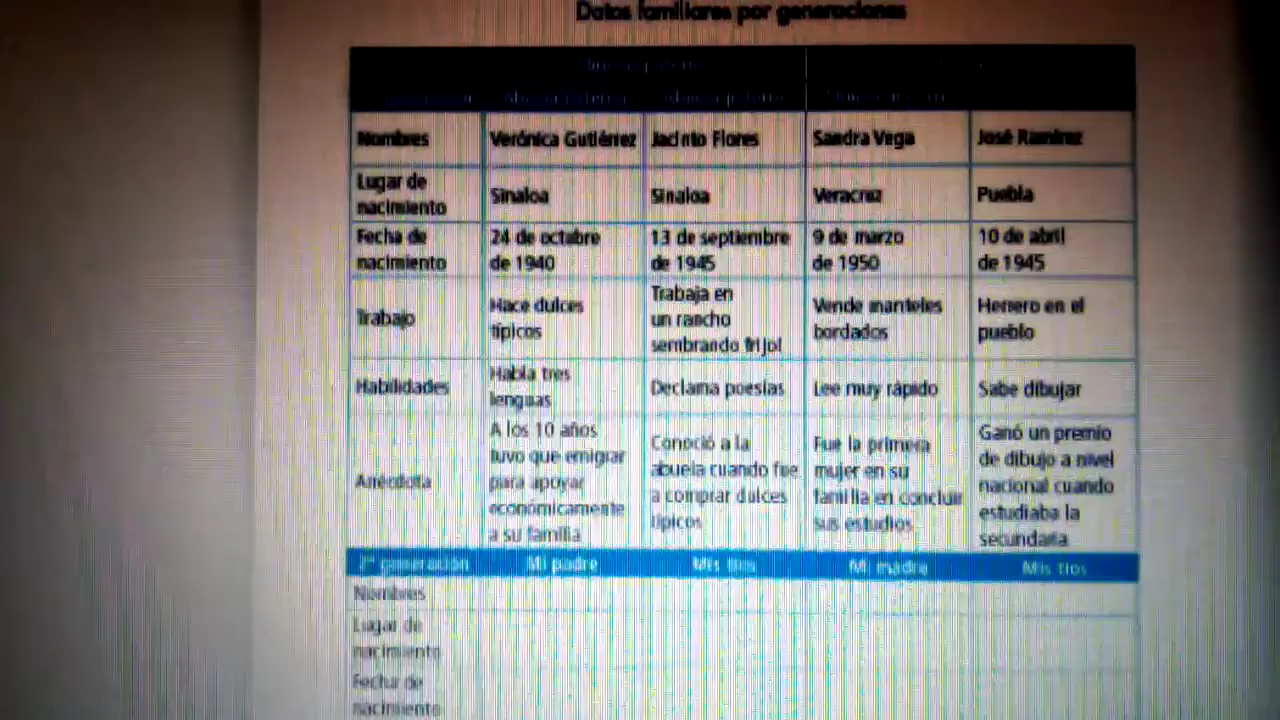 Datos familiares por generaciones
Nombres
Verónica Gutiérrez
Jacinto Flores
Sandra Vega
José Ramírez
Lugar de
nacimiento
Sinaloa
Sinaloa
Veracruz
Puebla
Fecha de
nacimiento
24 de octubre
de 1940
13 de septiembre
de 1945
9 de marzo
de 1950
10 de abril
de 1945
Trabajo
Hace dulces
típicos
Trabaja en
un rancho
sembrando frijol
Vende manteles
bordados
Herrero en el
pueblo
Habilidades
Habla tres
lenguas
Declama poesías
Lee muy rápido
Sabe dibujar
Anécdota
A los 10 años
tuvo que emigrar
para apoyar
económicamente
a su familia
Conoció a la
abuela cuando fue
a comprar dulces
típicos
Fue la primera
mujer en su
familia en concluir
sus estudios
Ganó un premio
de dibujo a nivel
nacional cuando
estudiaba la
secundaria
generación
Mi padre
Mis tíos
Mi madre
Mis tíos
Nombres
Lugar de
nacimiento
Fecha de
nacimiento